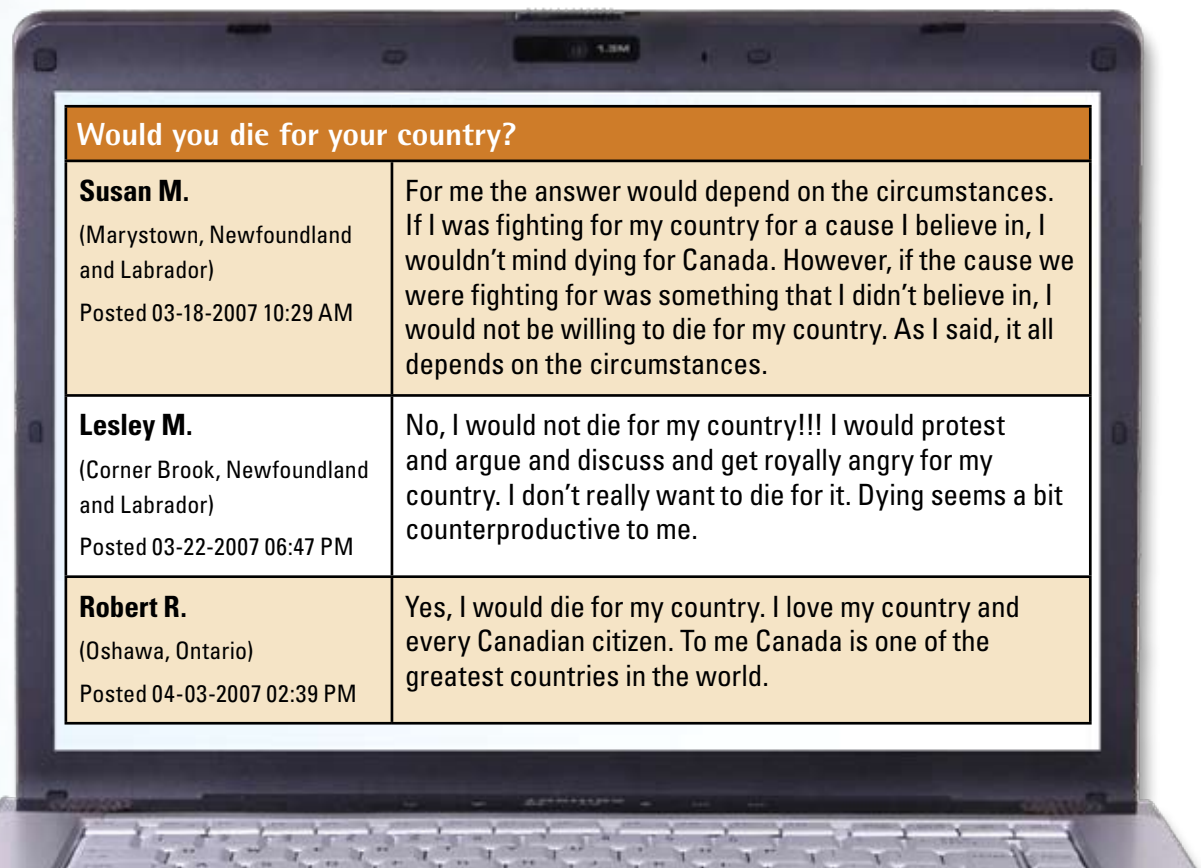 1.3M
Would you die for your country?
Susan M.
(Marystown, Newfoundland
and Labrador)
Posted 03-18-2007 10:29 AM
For me the answer would depend on the circumstances.
If I was fighting for my country for a cause I believe in, I
wouldn’t mind dying for Canada. However, if the cause we
were fighting for was something that I didn’t believe in, I
would not be willing to die for my country. As I said, it all
depends on the circumstances.
Lesley M.
(Corner Brook, Newfoundland
and Labrador)
Posted 03-22-2007 06:47 PM
No, I would not die for my country!!! I would protest
and argue and discuss and get royally angry for my
country. I don’t really want to die for it. Dying seems a bit
counterproductive to me.
Robert R.
(Oshawa, Ontario)
Posted 04-03-2007 02:39 PM
Yes, I would die for my country. I love my country and
every Canadian citizen. To me Canada is one of the
greatest countries in the world.